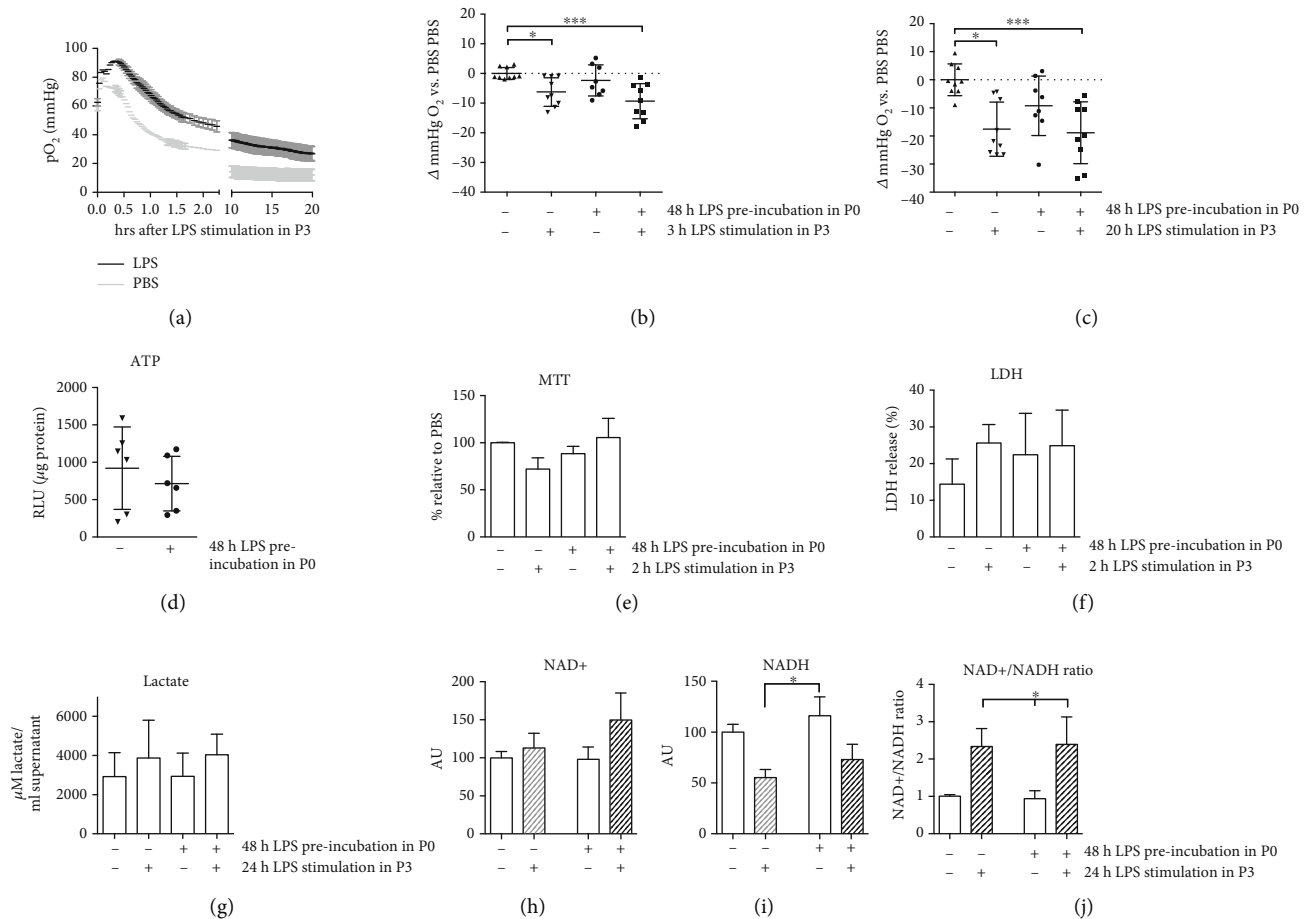 pO2 (mmHg)
100
80
60
40
20
0
0.0 0.5 1.0 1.5 2.0 10 15 20
hrs after LPS stimulation in P3
LPS
PBS
(a)
Δ mmHg O2 vs. PBS PBS
20
10
0
−10
−20
−30
−40
*
***
− − + +
48 h LPS pre-incubation in P0
− + − +
3 h LPS stimulation in P3
(b)
Δ mmHg O2 vs. PBS PBS
20
10
0
−10
−20
−30
−40
*
***
− − + +
48 h LPS pre-incubation in P0
− + − +
20 h LPS stimulation in P3
(c)
ATP
RLU (µg protein)
2000
1500
1000
500
0
− +
48 h LPS pre-
incubation in P0
(d)
MTT
% relative to PBS
150
100
50
0
− − + +
48 h LPS pre-incubation in P0
− + − +
2 h LPS stimulation in P3
(e)
LDH
LDH release (%)
40
30
20
10
0
− − + +
48 h LPS pre-incubation in P0
− + − +
2 h LPS stimulation in P3
(f)
Lactate
µM lactate/
ml supernatant
6000
4000
2000
0
− − + +
48 h LPS pre-incubation in P0
− + − +
24 h LPS stimulation in P3
(g)
NAD+
AU
200
150
100
50
0
− − + +
− + − +
(h)
NADH
AU
150
100
50
0
*
− − + +
− + − +
(i)
NAD+/NADH ratio
NAD+/NADH ratio
4
3
2
1
0
*
− − + +
48 h LPS pre-incubation in P0
− + − +
24 h LPS stimulation in P3
(j)